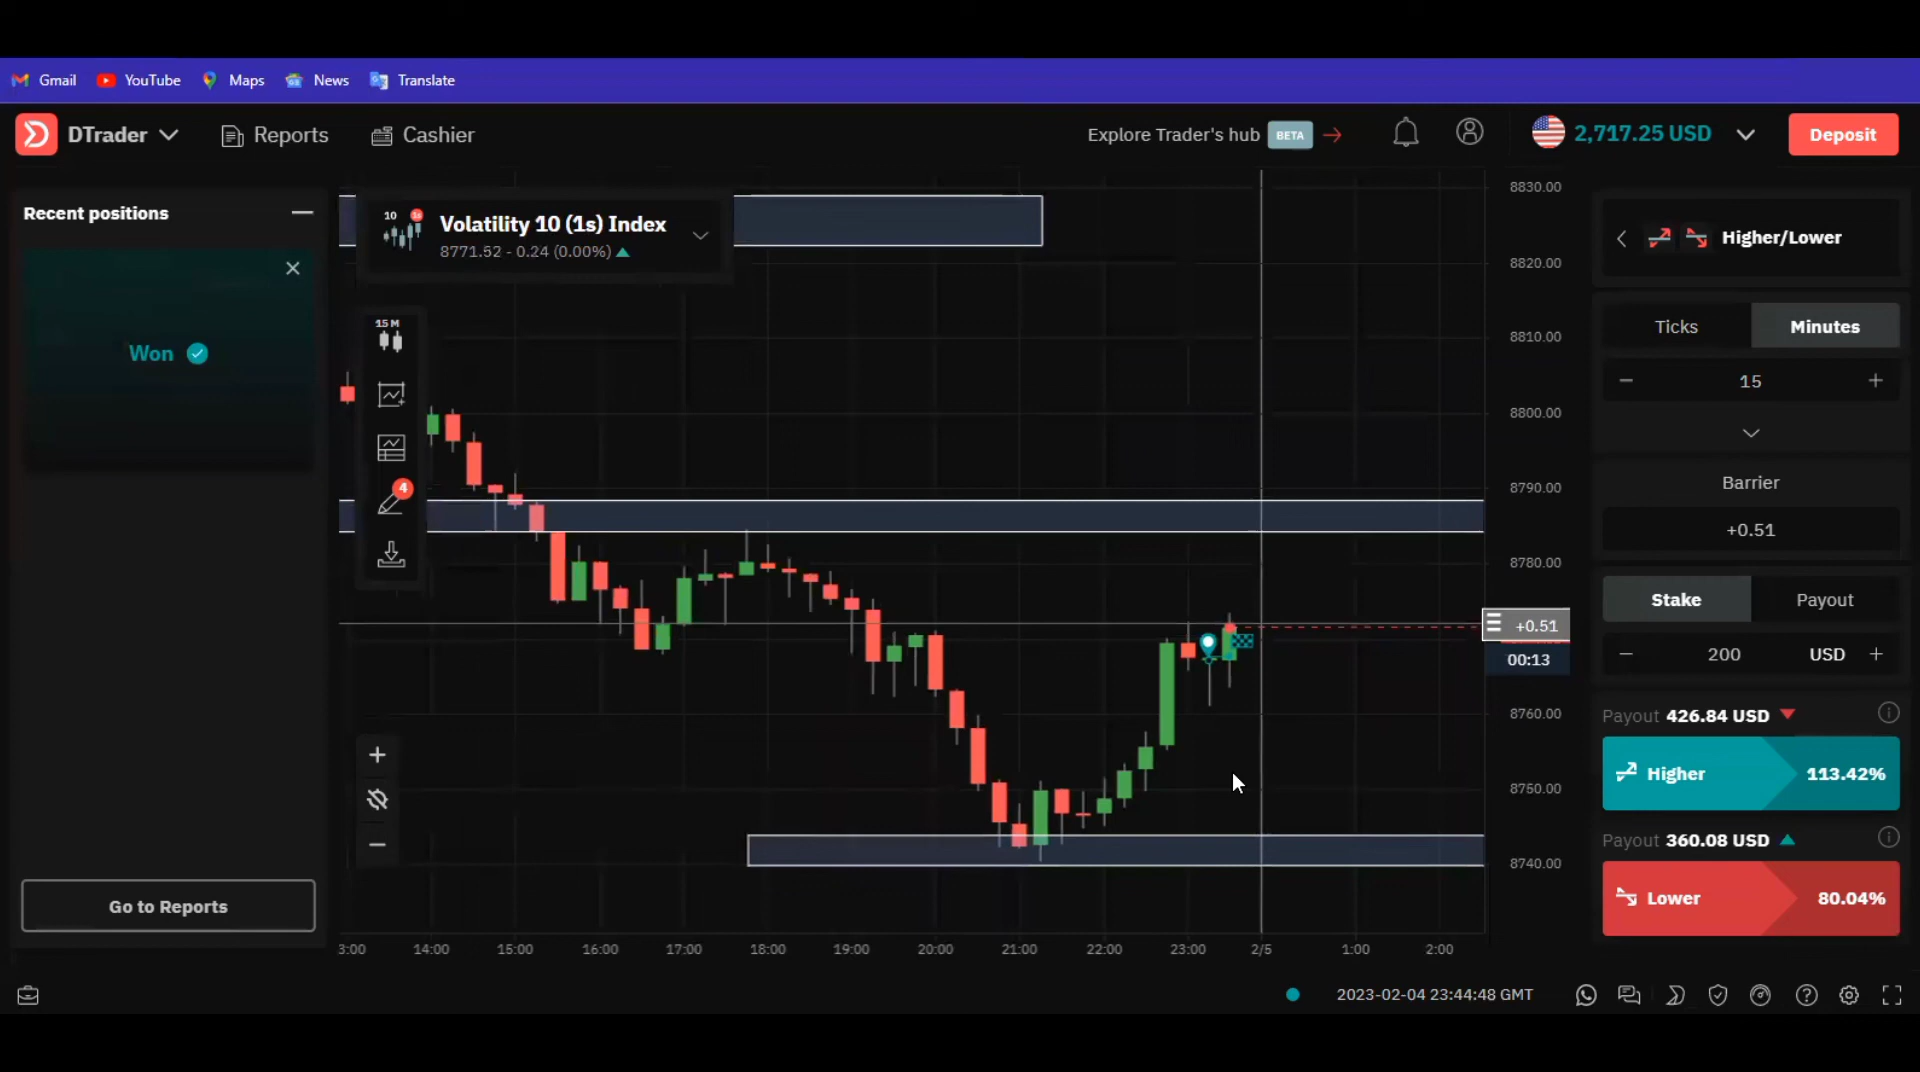 Gmail YouTube Maps News Translate
DTrader Reports Cashier Explore Trader's hub BETA 2,717.25 USD Deposit
Recent positions
Won
Go to Reports
10 1s
Volatility 10 (1s) Index
8771.52 - 0.24 (0.00%)
15 M
4
8830.00
8820.00
8810.00
8800.00
8790.00
8780.00
+0.51
00:13
8760.00
8750.00
8740.00
3:00 14:00 15:00 16:00 17:00 18:00 19:00 20:00 21:00 22:00 23:00 2/5 1:00 2:00
Higher/Lower
Ticks Minutes
− 15 +
Barrier
+0.51
Stake Payout
− 200 USD +
Payout 426.84 USD
Higher 113.42%
Payout 360.08 USD
Lower 80.04%
2023-02-04 23:44:48 GMT